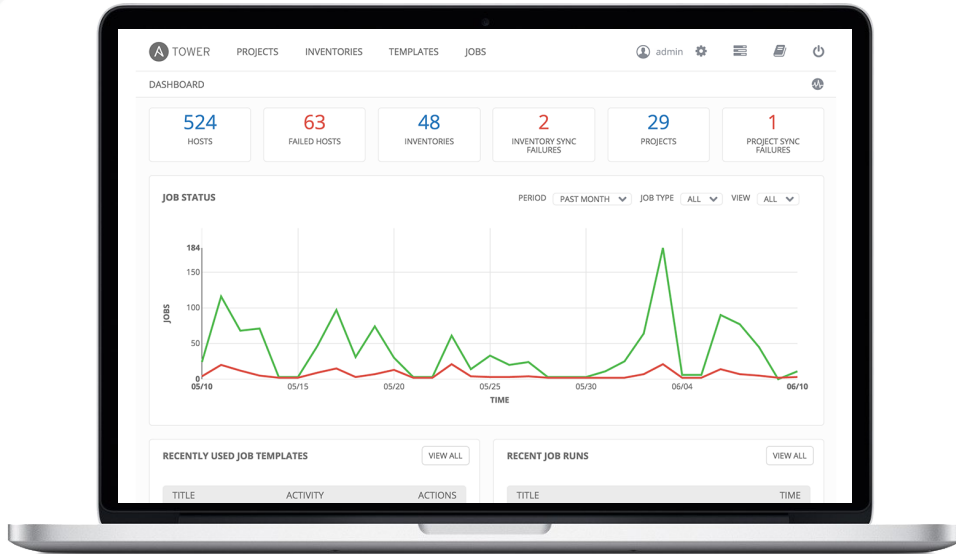 A TOWER PROJECTS INVENTORIES TEMPLATES JOBS admin
DASHBOARD
524 63 48 2 29 1
HOSTS FAILED HOSTS INVENTORIES INVENTORY SYNC PROJECTS PROJECT SYNC
FAILURES FAILURES
JOB STATUS PERIOD PAST MONTH JOB TYPE ALL VIEW ALL
184
150
100
JOBS
50
0
05/10 05/15 05/20 05/25 05/30 06/04 06/10
TIME
RECENTLY USED JOB TEMPLATES VIEW ALL RECENT JOB RUNS VIEW ALL
TITLE ACTIVITY ACTIONS TITLE TIME